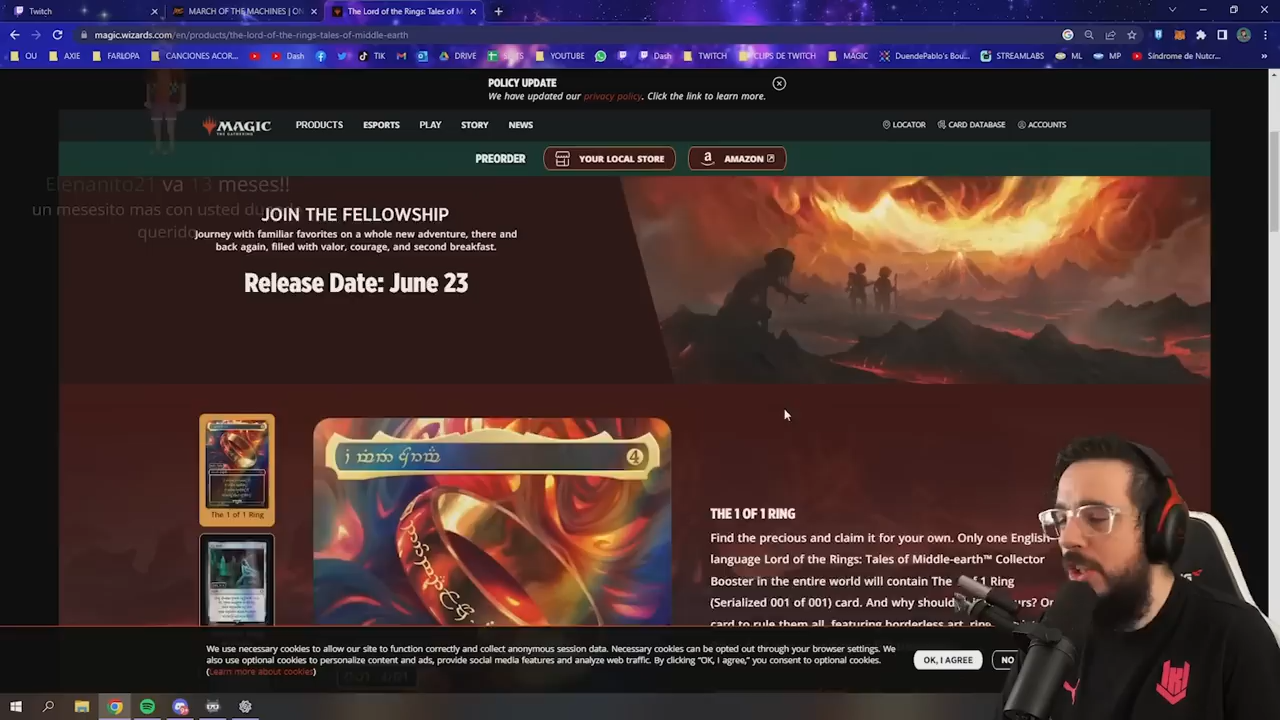 Twitch
MARCH OF THE MACHINES | ON
The Lord of the Rings: Tales of M
magic.wizards.com/en/products/the-lord-of-the-rings-tales-of-middle-earth
OU
AXIE
FARLOPA
CANCIONES ACOR...
Dash
TIK
DRIVE
YOUTUBE
Dash
TWITCH
CLIPS DE TWITCH
MAGIC
DuendePablo's Bou...
STREAMLABS
ML
MP
Síndrome de Nutcr...
POLICY UPDATE
We have updated our privacy policy. Click the link to learn more.
MAGIC
THE GATHERING
PRODUCTS
ESPORTS
PLAY
STORY
NEWS
LOCATOR
CARD DATABASE
ACCOUNTS
PREORDER
YOUR LOCAL STORE
AMAZON
Elenanito21 va 13 meses!!
un mesesito mas con usted
querido
JOIN THE FELLOWSHIP
Journey with familiar favorites on a whole new adventure, there and
back again, filled with valor, courage, and second breakfast.
Release Date: June 23
The 1 of 1 Ring
4
THE 1 OF 1 RING
Find the precious and claim it for your own. Only one English-
language Lord of the Rings: Tales of Middle-earth™ Collector
Booster in the entire world will contain The of 1 Ring
(Serialized 001 of 001) card. And why should
card to rule them all, featuring borderless art,
We use necessary cookies to allow our site to function correctly and collect anonymous session data. Necessary cookies can be opted out through your browser settings. We
also use optional cookies to personalize content and ads, provide social media features and analyze web traffic. By clicking "OK, I agree," you consent to optional cookies.
(Learn more about cookies)
OK, I AGREE
NO